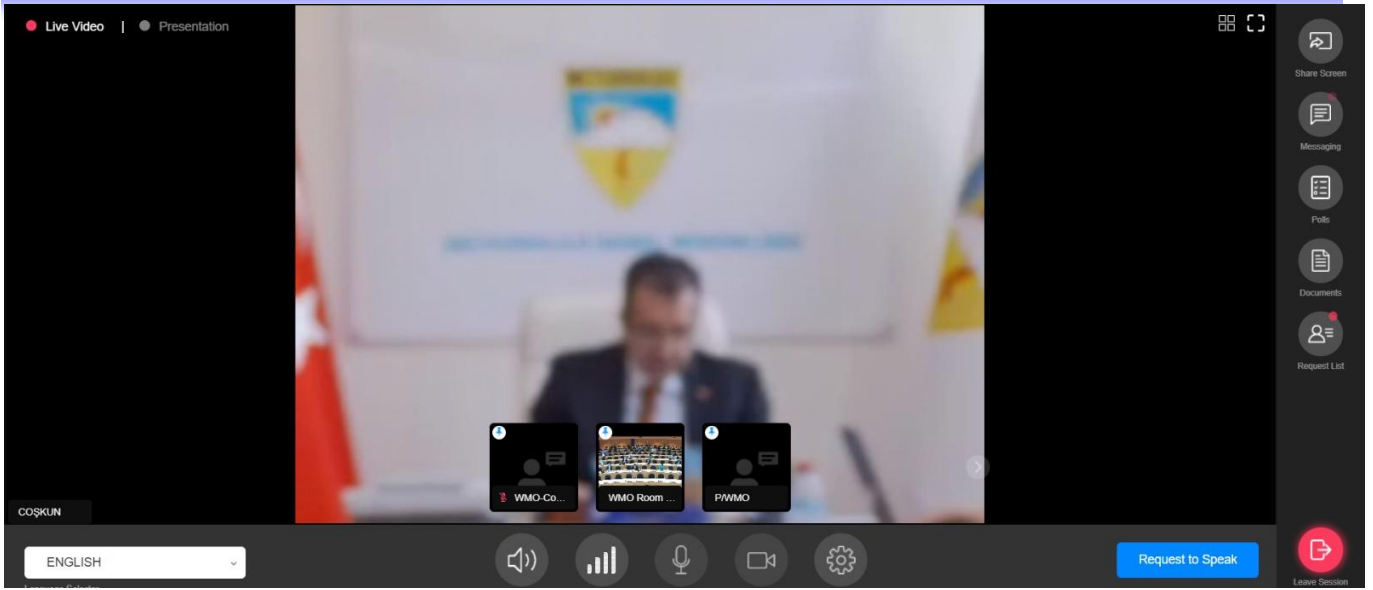 Live Video | Presentation
Share Screen
Messaging
Polls
Documents
Request List
WMO-Co...
WMO Room ...
P/WMO
COŞKUN
ENGLISH
Request to Speak
Leave Session